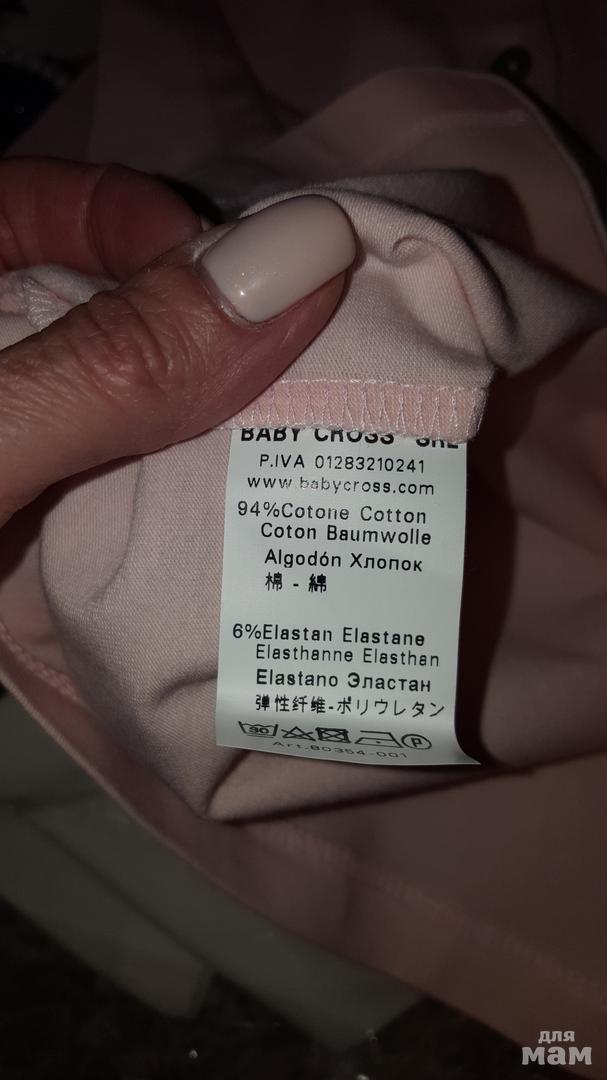 BABY CROSS SRL
P.IVA 01283210241
www.babycross.com
94%Cotone Cotton
Coton Baumwolle
Algodón Хлопок
棉 - 綿
6%Elastan Elastane
Elasthanne Elasthan
Elastano Эластан
弹性纤维-ポリウレタン
30 P
Art.80354-001
для
мам